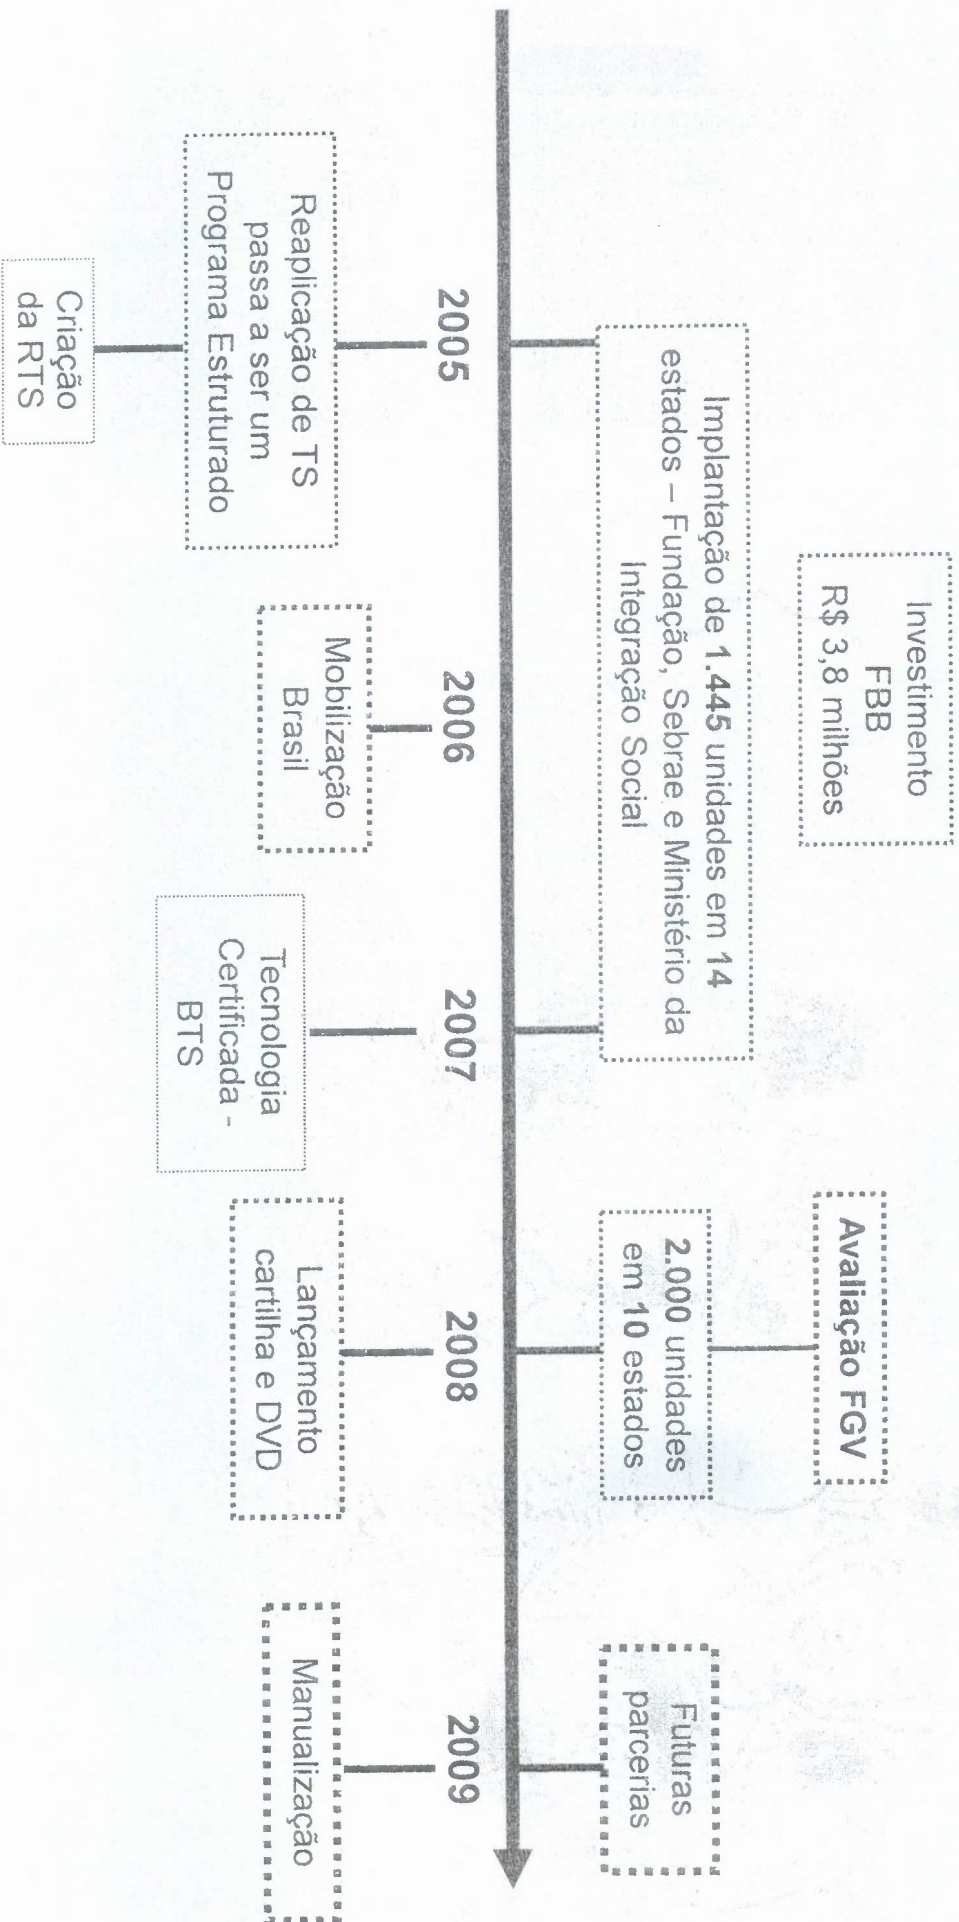 Investimento
FBB
R$ 3,8 milhões
Avaliação FGV
Implantação de 1.445 unidades em 14
estados – Fundação, Sebrae e Ministério da
Integração Social
2.000 unidades
em 10 estados
Futuras
parcerias
2005
2006
2007
2008
2009
Reaplicação de TS
passa a ser um
Programa Estruturado
Mobilização
Brasil
Tecnologia
Certificada -
BTS
Lançamento
cartilha e DVD
Manualização
Criação
da RTS